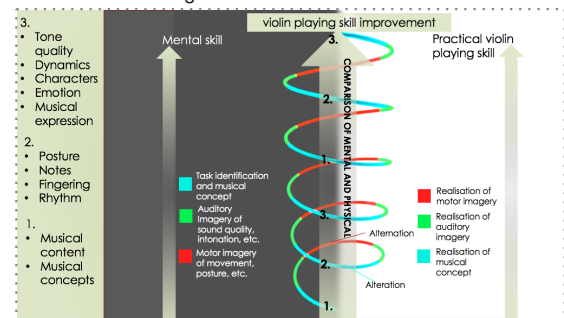 violin playing skill improvement
3.
• Tone
quality
• Dynamics
• Characters
• Emotion
• Musical
expression
2.
• Posture
• Notes
• Fingering
• Rhythm
1.
• Musical
content
• Musical
concepts
Mental skill
Task identification
and musical
concept
Auditory
Imagery of
sound quality,
intonation, etc.
Motor imagery
of movement,
posture, etc.
3.
2.
1.
3.
2.
1.
COMPARISON OF MENTAL AND PHYSICAL
Alternation
Alteration
Practical violin
playing skill
Realisation of
motor imagery
Realisation of
auditory
imagery
Realisation of
musical
concept